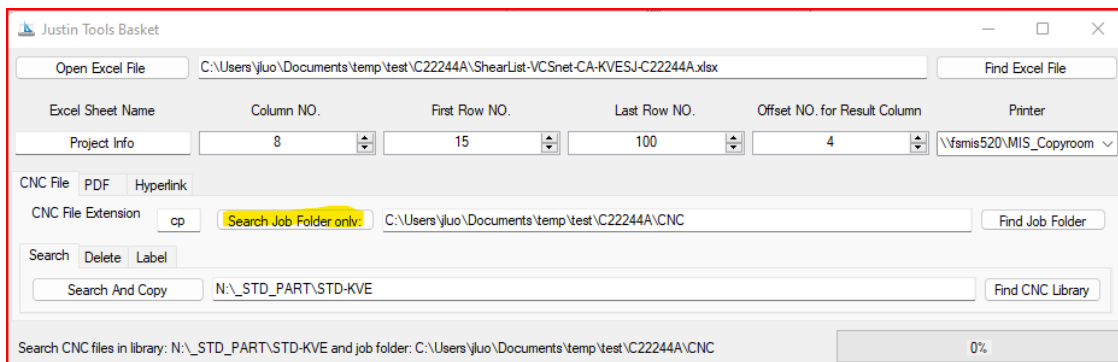 Justin Tools Basket
Open Excel File C:\Users\jluo\Documents\temp\test\C22244A\ShearList-VCSnet-CA-KVESJ-C22244A.xlsx Find Excel File
Excel Sheet Name Column NO. First Row NO. Last Row NO. Offset NO. for Result Column Printer
Project Info 8 15 100 4 \\fsmis520\MIS_Copyroom
CNC File PDF Hyperlink
CNC File Extension cp Search Job Folder only: C:\Users\jluo\Documents\temp\test\C22244A\CNC Find Job Folder
Search Delete Label
Search And Copy N:\_STD_PART\STD-KVE Find CNC Library
Search CNC files in library: N:\_STD_PART\STD-KVE and job folder: C:\Users\jluo\Documents\temp\test\C22244A\CNC 0%